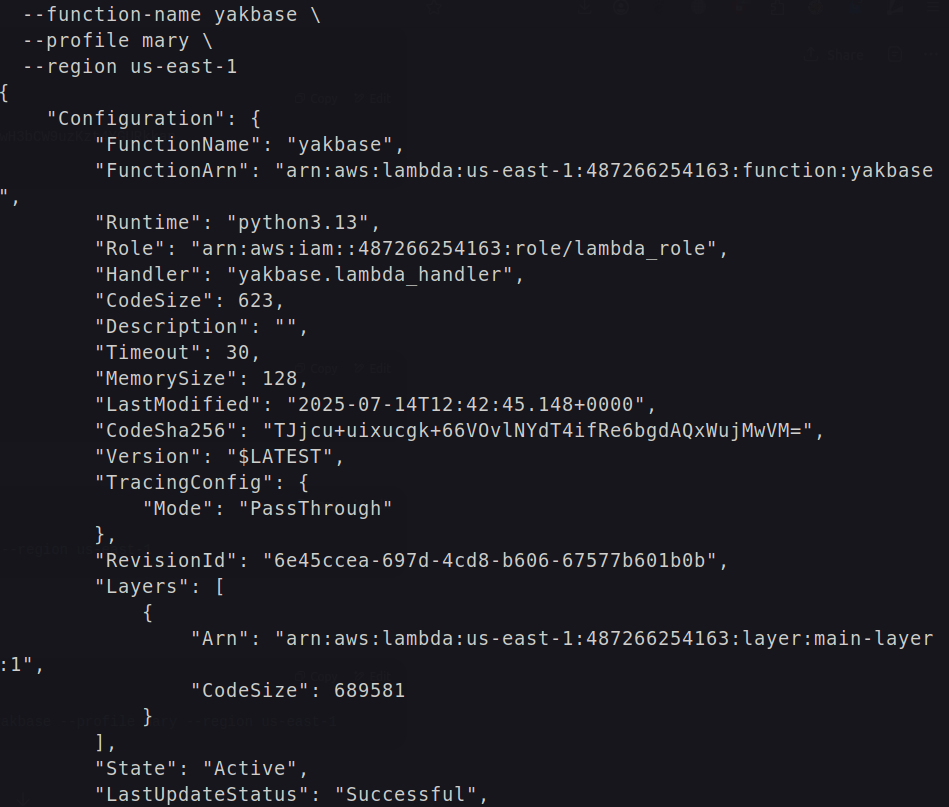 --function-name yakbase \
  --profile mary \
  --region us-east-1
{
    "Configuration": {
        "FunctionName": "yakbase",
        "FunctionArn": "arn:aws:lambda:us-east-1:487266254163:function:yakbase
",
        "Runtime": "python3.13",
        "Role": "arn:aws:iam::487266254163:role/lambda_role",
        "Handler": "yakbase.lambda_handler",
        "CodeSize": 623,
        "Description": "",
        "Timeout": 30,
        "MemorySize": 128,
        "LastModified": "2025-07-14T12:42:45.148+0000",
        "CodeSha256": "TJjcu+uixucgk+66VOvlNYdT4ifRe6bgdAQxWujMwVM=",
        "Version": "$LATEST",
        "TracingConfig": {
            "Mode": "PassThrough"
        },
        "RevisionId": "6e45ccea-697d-4cd8-b606-67577b601b0b",
        "Layers": [
            {
                "Arn": "arn:aws:lambda:us-east-1:487266254163:layer:main-layer
:1",
                "CodeSize": 689581
            }
        ],
        "State": "Active",
        "LastUpdateStatus": "Successful",